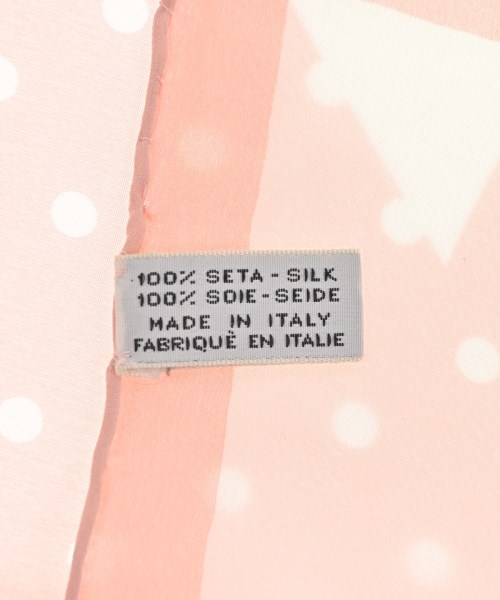 100% SETA - SILK
100% SOIE - SEIDE
MADE IN ITALY
FABRIQUÈ EN ITALIE